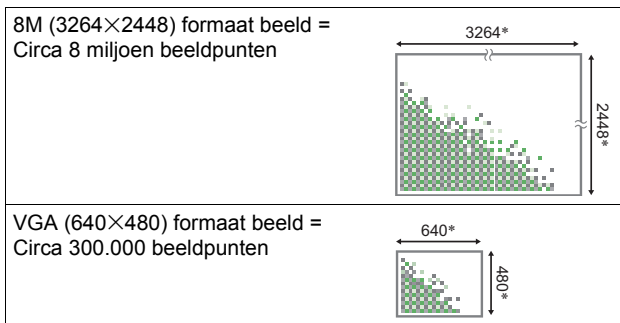 8M (3264×2448) formaat beeld =
Circa 8 miljoen beeldpunten
3264*
2448*
VGA (640×480) formaat beeld =
Circa 300.000 beeldpunten
640*
480*